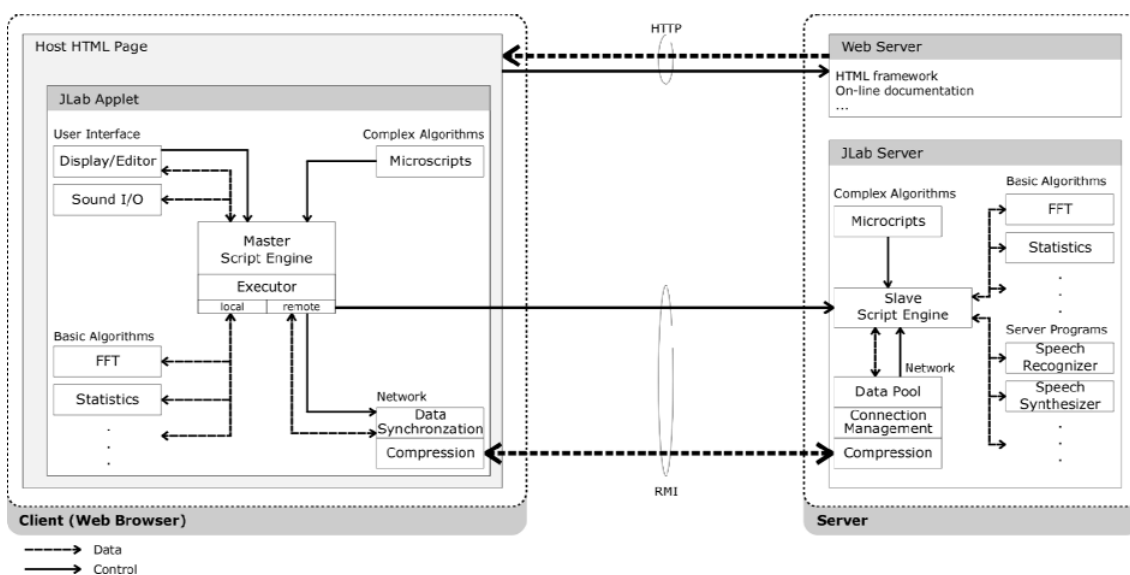 HTTP
Host HTML Page
JLab Applet
User Interface
Display/Editor
Sound I/O
Complex Algorithms
Microscripts
Master
Script Engine
Executor
local
remote
Basic Algorithms
FFT
Statistics
.
.
.
Network
Data
Synchronzation
Compression
Client (Web Browser)
RMI
Web Server
HTML framework
On-line documentation
...
JLab Server
Complex Algorithms
Microcripts
Slave
Script Engine
Network
Data Pool
Connection
Management
Compression
Basic Algorithms
FFT
Statistics
.
.
.
Server Programs
Speech
Recognizer
Speech
Synthesizer
.
.
.
Server
Data
Control